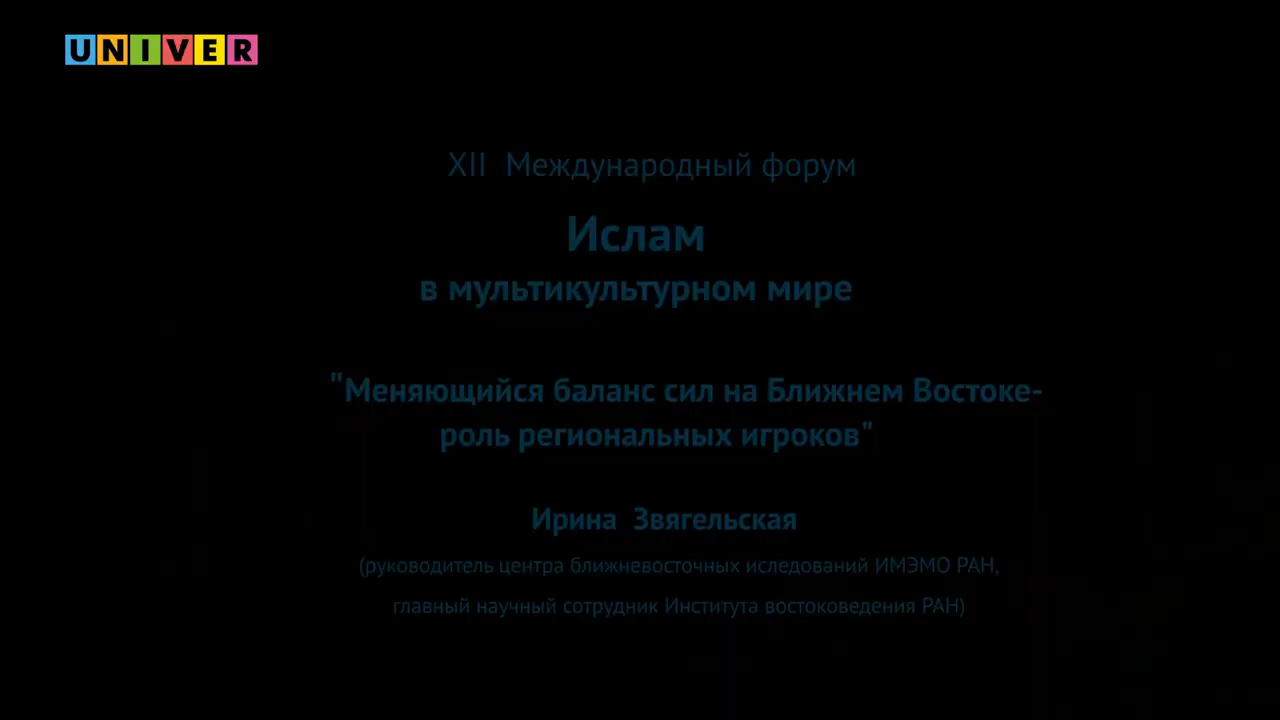 UNIVER
XII Международный форум
Ислам
в мультикультурном мире
"Меняющийся баланс сил на Ближнем Востоке-
роль региональных игроков"
Ирина Звягельская
(руководитель центра ближневосточных иследований ИМЭМО РАН,
главный научный сотрудник Института востоковедения РАН)